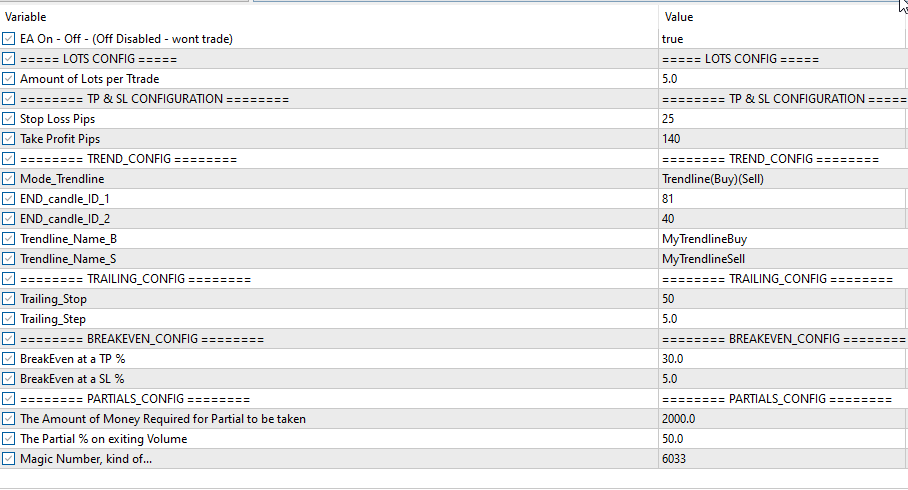 Variable Value
EA On - Off - (Off Disabled - wont trade) true
===== LOTS CONFIG ===== ===== LOTS CONFIG =====
Amount of Lots per Ttrade 5.0
======== TP & SL CONFIGURATION ======== ======== TP & SL CONFIGURATION =====
Stop Loss Pips 25
Take Profit Pips 140
======== TREND_CONFIG ======== ======== TREND_CONFIG ========
Mode_Trendline Trendline(Buy)(Sell)
END_candle_ID_1 81
END_candle_ID_2 40
Trendline_Name_B MyTrendlineBuy
Trendline_Name_S MyTrendlineSell
======== TRAILING_CONFIG ======== ======== TRAILING_CONFIG ========
Trailing_Stop 50
Trailing_Step 5.0
======== BREAKEVEN_CONFIG ======== ======== BREAKEVEN_CONFIG ========
BreakEven at a TP % 30.0
BreakEven at a SL % 5.0
======== PARTIALS_CONFIG ======== ======== PARTIALS_CONFIG ========
The Amount of Money Required for Partial to be taken 2000.0
The Partial % on exiting Volume 50.0
Magic Number, kind of... 6033